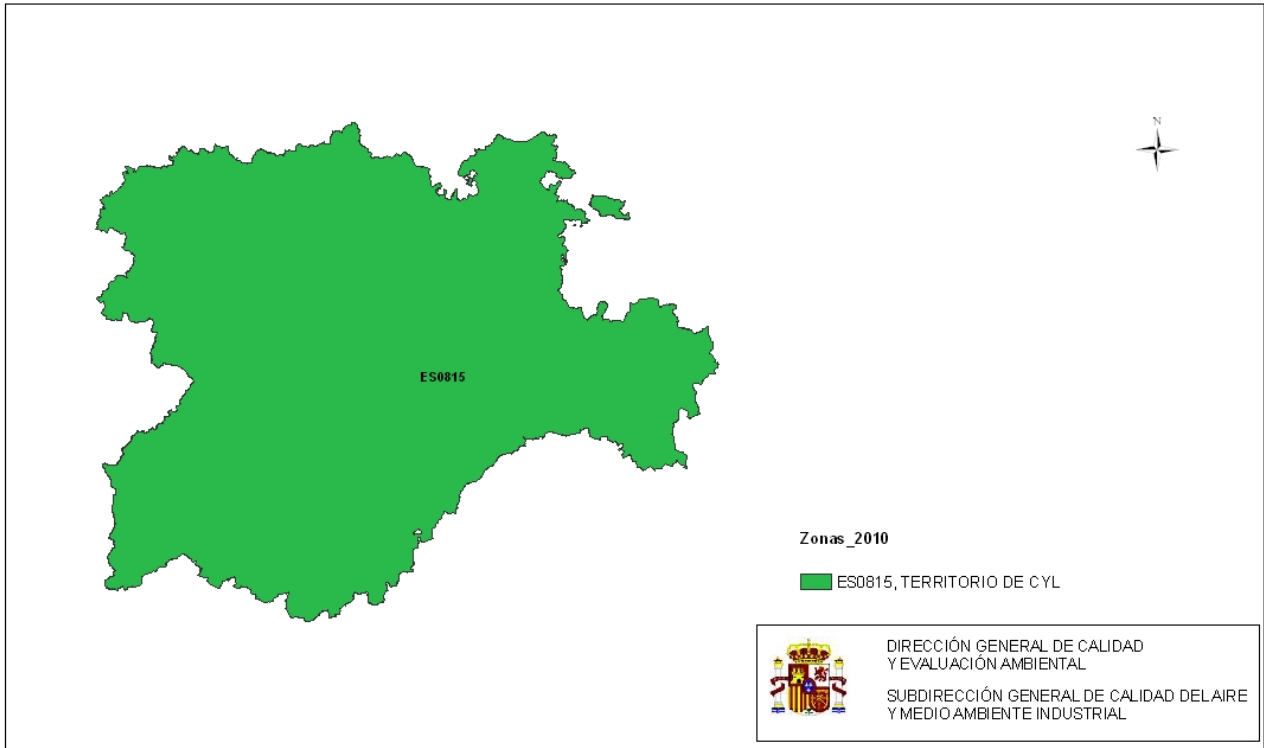 N
ES0815
Zonas_2010
ES0815, TERRITORIO DE CYL
DIRECCIÓN GENERAL DE CALIDAD
Y EVALUACIÓN AMBIENTAL
SUBDIRECCIÓN GENERAL DE CALIDAD DEL AIRE
Y MEDIO AMBIENTE INDUSTRIAL